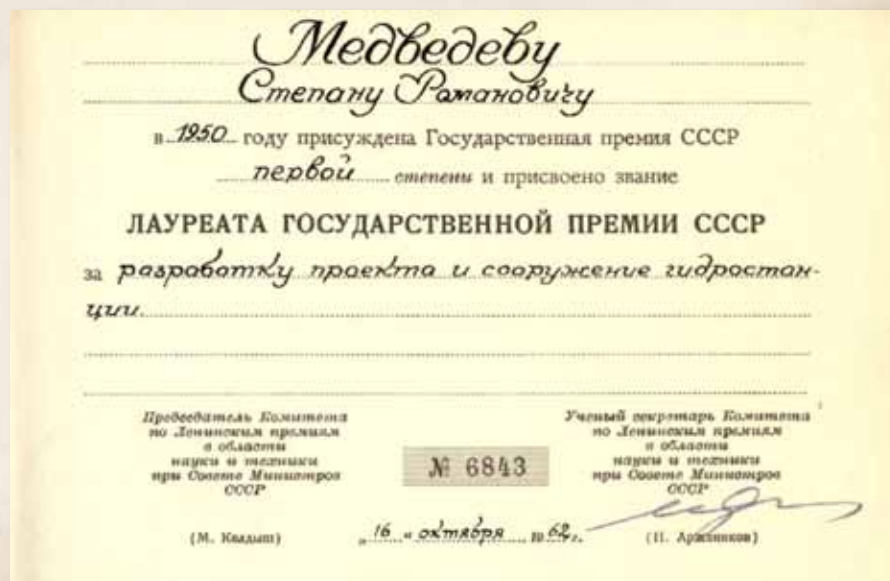 Медведеву
Степану Романовичу
в 1950 году присуждена Государственная премия СССР
первой степени и присвоено звание
ЛАУРЕАТА ГОСУДАРСТВЕННОЙ ПРЕМИИ СССР
за разработку проекта и сооружение гидростан-
ции.
Председатель Комитета
по Ленинским премиям
в области
науки и техники
при Совете Министров
СССР
(М. Келдыш)
№ 6843
„16“ октября 1962 г.
Ученый секретарь Комитета
по Ленинским премиям
в области
науки и техники
при Совете Министров
СССР
(П. Аржанников)